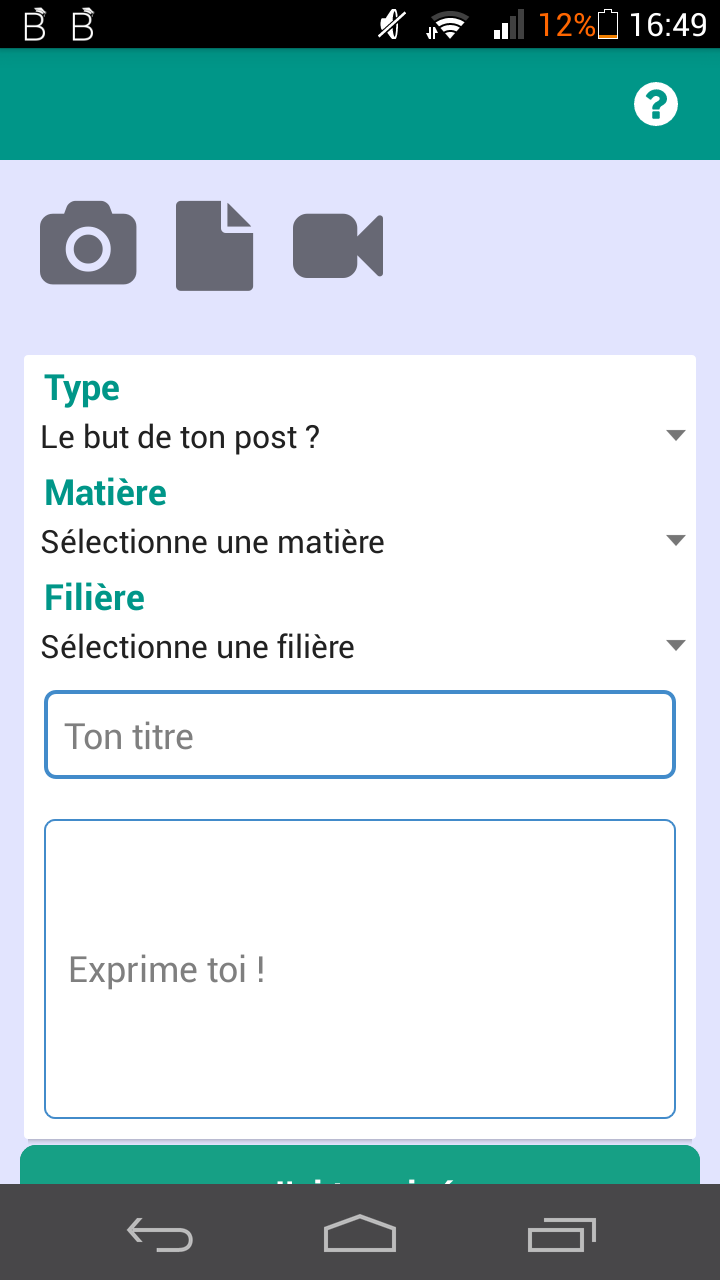 12% 16:49
Type
Le but de ton post ?
Matière
Sélectionne une matière
Filière
Sélectionne une filière
Ton titre
Exprime toi !